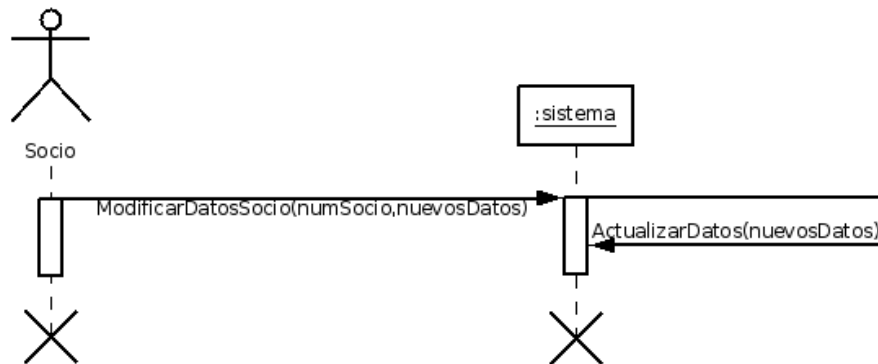 :sistema
Socio
ModificarDatosSocio(numSocio,nuevosDatos)
ActualizarDatos(nuevosDatos)